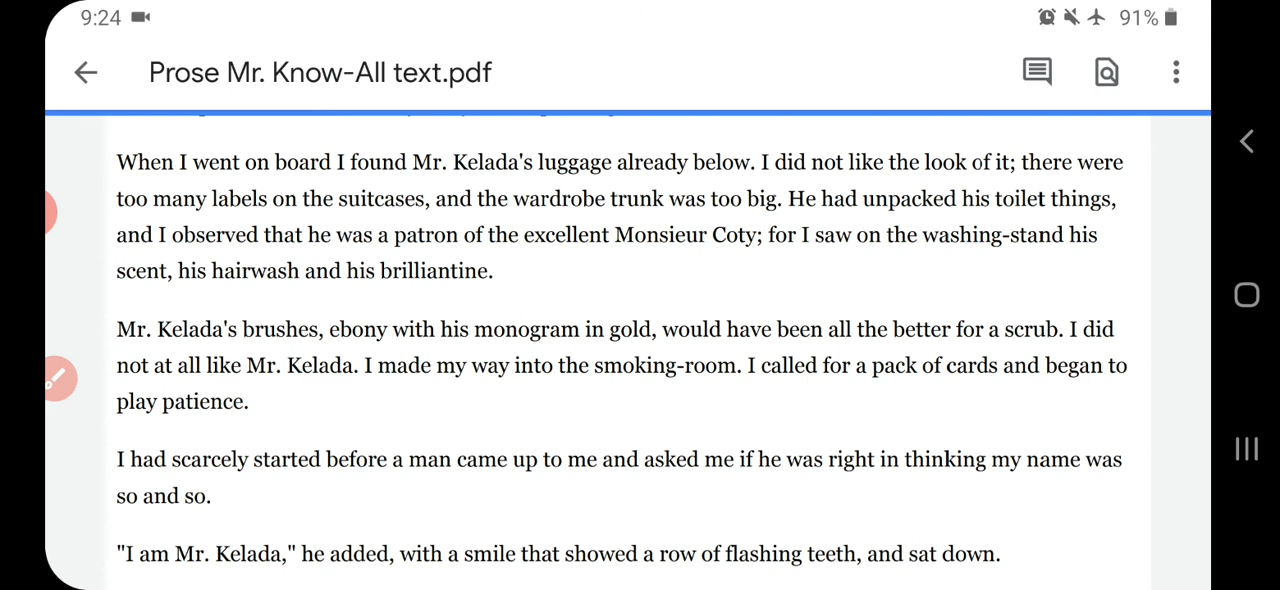 9:24
91%
Prose Mr. Know-All text.pdf
When I went on board I found Mr. Kelada's luggage already below. I did not like the look of it; there were
too many labels on the suitcases, and the wardrobe trunk was too big. He had unpacked his toilet things,
and I observed that he was a patron of the excellent Monsieur Coty; for I saw on the washing-stand his
scent, his hairwash and his brilliantine.
Mr. Kelada's brushes, ebony with his monogram in gold, would have been all the better for a scrub. I did
not at all like Mr. Kelada. I made my way into the smoking-room. I called for a pack of cards and began to
play patience.
I had scarcely started before a man came up to me and asked me if he was right in thinking my name was
so and so.
"I am Mr. Kelada," he added, with a smile that showed a row of flashing teeth, and sat down.